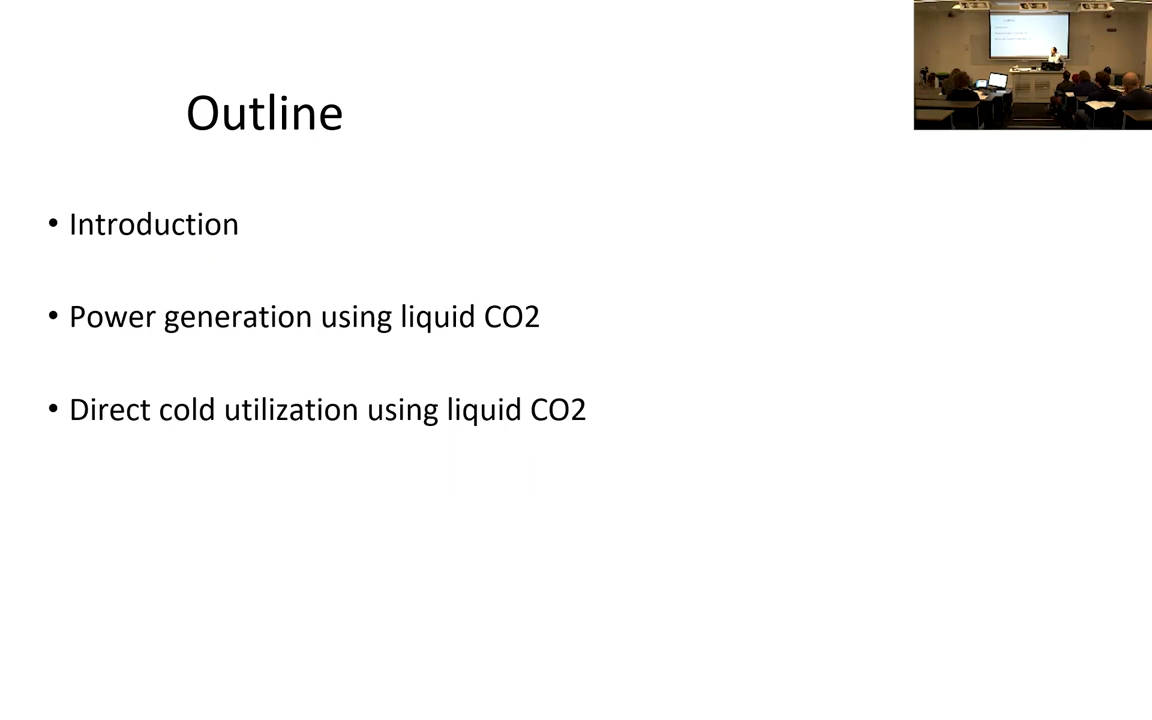 Outline
• Introduction
• Power generation using liquid CO2
• Direct cold utilization using liquid CO2